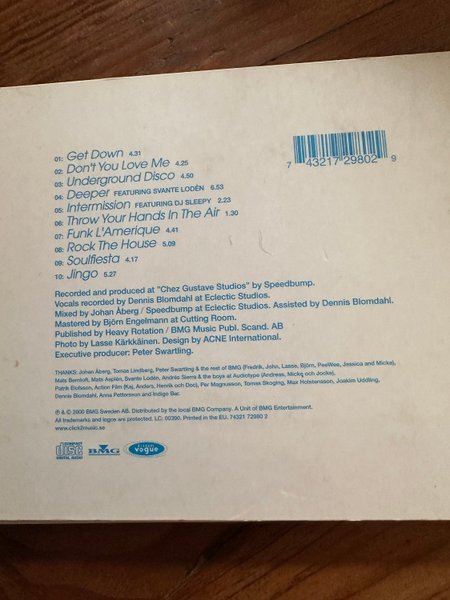 01: Get Down 4.31
02: Don't You Love Me 4.25
03: Underground Disco 4.50
04: Deeper FEATURING SVANTE LODÉN 6.53
05: Intermission FEATURING DJ SLEEPY 2.23
06: Throw Your Hands In The Air 1.30
07: Funk L'Amerique 4.41
08: Rock The House 5.09
09: Soulfiesta 4.17
10: Jingo 5.27
7 43217 29802 9
Recorded and produced at "Chez Gustave Studios" by Speedbump.
Vocals recorded by Dennis Blomdahl at Eclectic Studios.
Mixed by Johan Åberg / Speedbump at Eclectic Studios. Assisted by Dennis Blomdahl.
Mastered by Björn Engelmann at Cutting Room.
Published by Heavy Rotation / BMG Music Publ. Scand. AB
Photo by Lasse Kärkkäinen. Design by ACNE International.
Executive producer: Peter Swartling.
THANKS: Johan Åberg, Tomas Lindberg, Peter Swartling & the rest of BMG (Fredrik, John, Lasse, Björn, PeeWee, Jessica and Micke),
Mats Berntoft, Mats Asplén, Svante Lodén, Andrés Sierra & the boys at Audiotype (Andreas, Micke och Jocke),
Patrik Elofsson, Action Film (Kaj, Anders, Henrik och Doc), Per Magnusson, Tomas Skoging, Max Holstensson, Joakim Uddling,
Dennis Blomdahl, Anna Pettersson and Indigo Bar.
℗ & © 2000 BMG Sweden AB. Distributed by the local BMG Company. A Unit of BMG Entertainment.
All trademarks and logos are protected. LC: 00390. Printed in the EU. 74321 72980 2
www.click2music.se
COMPACT disc DIGITAL AUDIO
BMG
vogue